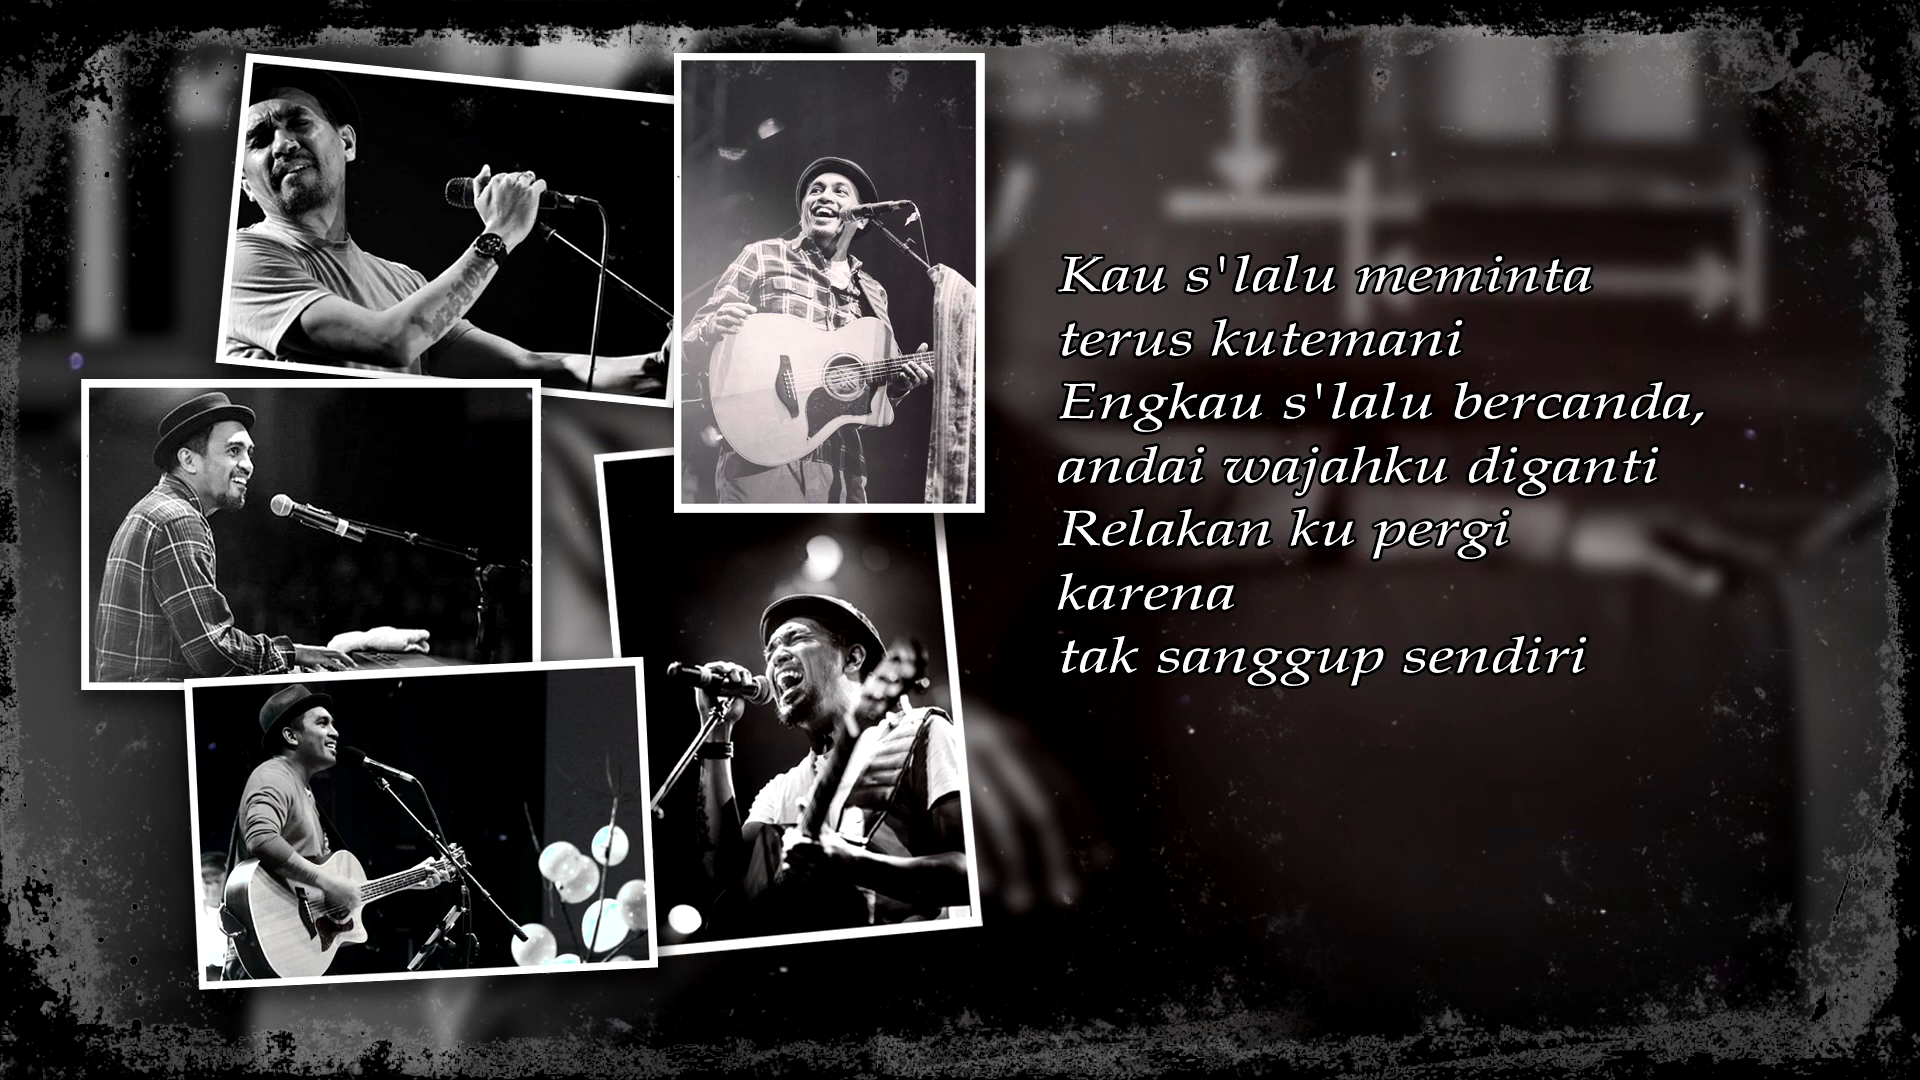 Kau s'lalu meminta
terus kutemani
Engkau s'lalu bercanda,
andai wajahku diganti
Relakan ku pergi
karena
tak sanggup sendiri